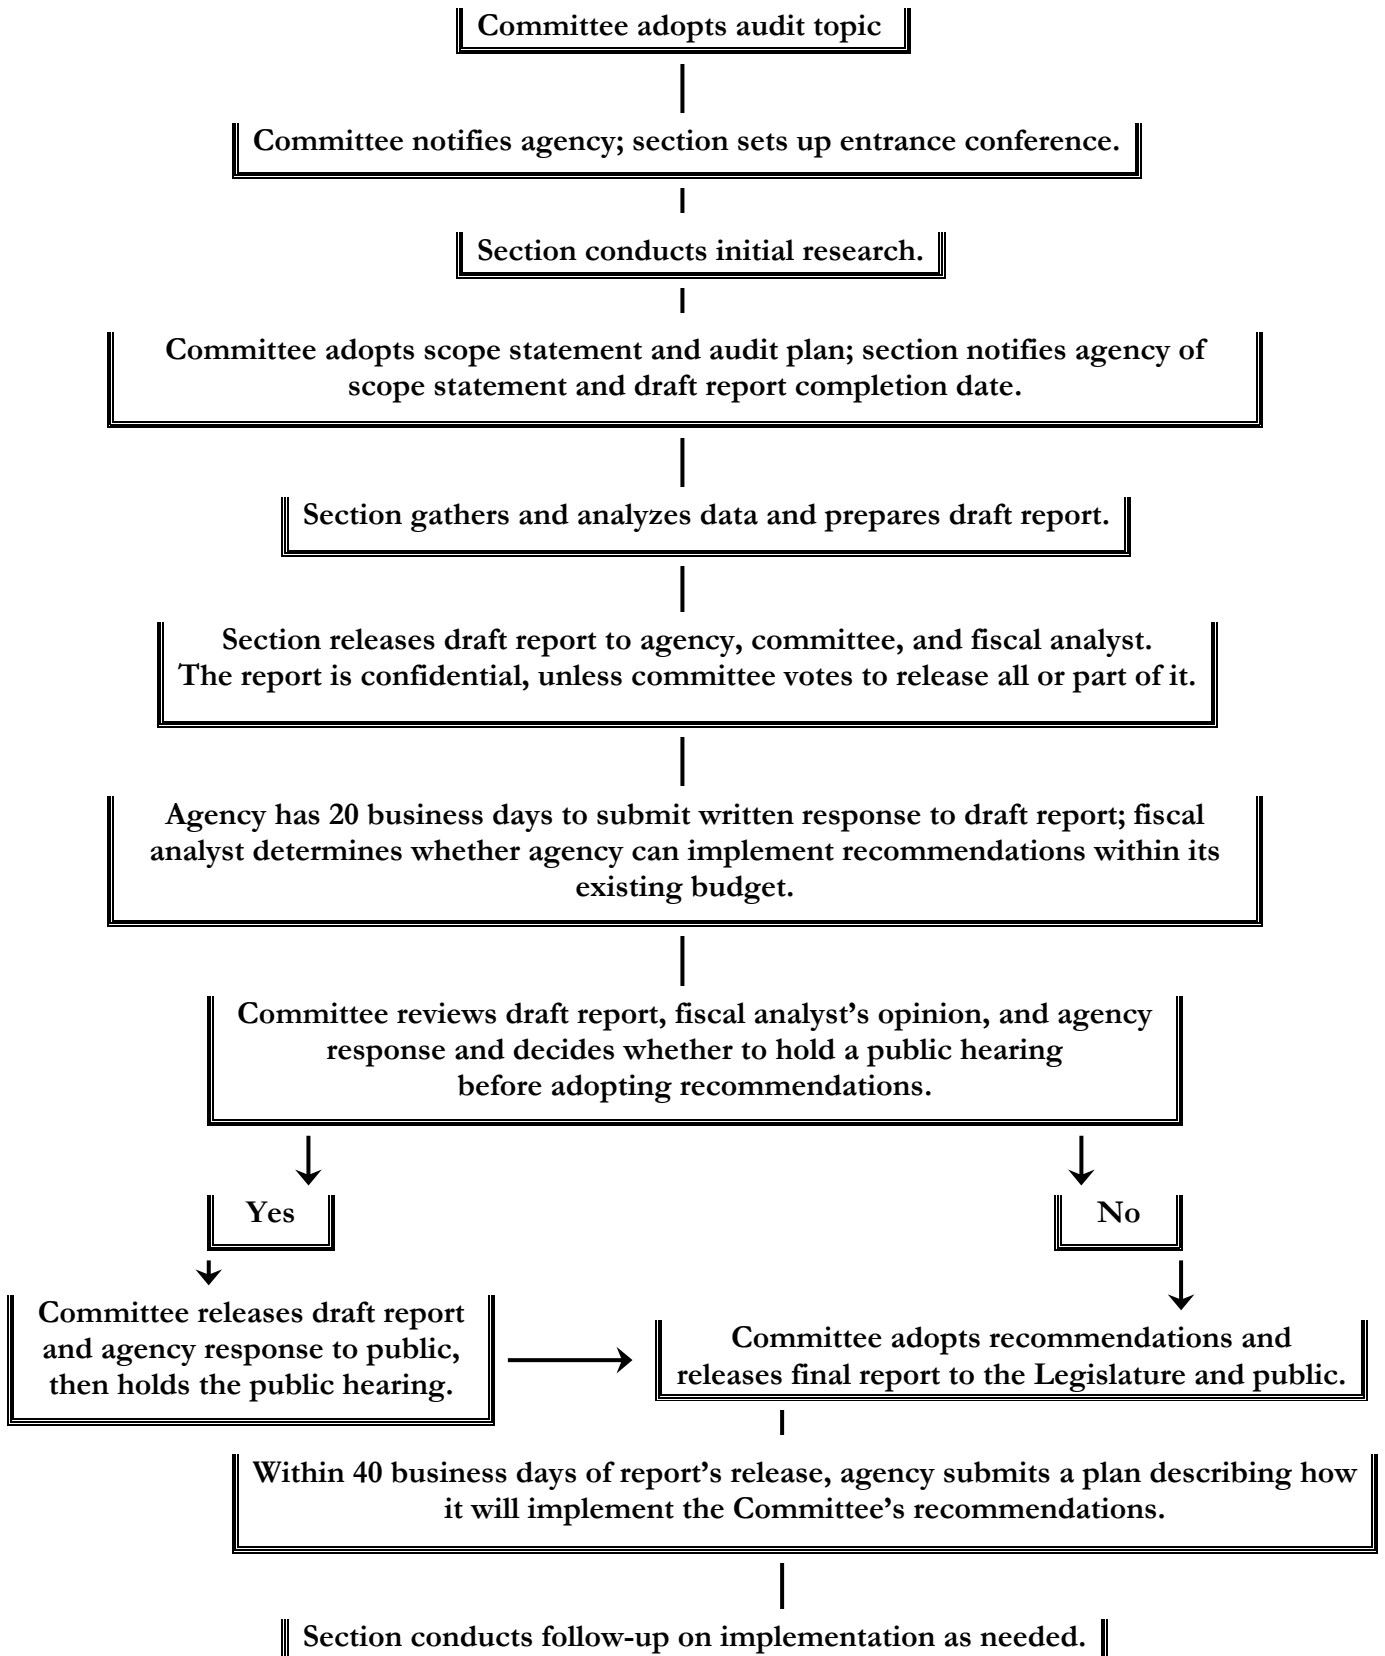 Committee adopts audit topic
Committee notifies agency; section sets up entrance conference.
Section conducts initial research.
Committee adopts scope statement and audit plan; section notifies agency of
scope statement and draft report completion date.
Section gathers and analyzes data and prepares draft report.
Section releases draft report to agency, committee, and fiscal analyst.
The report is confidential, unless committee votes to release all or part of it.
Agency has 20 business days to submit written response to draft report; fiscal
analyst determines whether agency can implement recommendations within its
existing budget.
Committee reviews draft report, fiscal analyst’s opinion, and agency
response and decides whether to hold a public hearing
before adopting recommendations.
Yes
No
Committee releases draft report
and agency response to public,
then holds the public hearing.
Committee adopts recommendations and
releases final report to the Legislature and public.
Within 40 business days of report’s release, agency submits a plan describing how
it will implement the Committee’s recommendations.
Section conducts follow-up on implementation as needed.